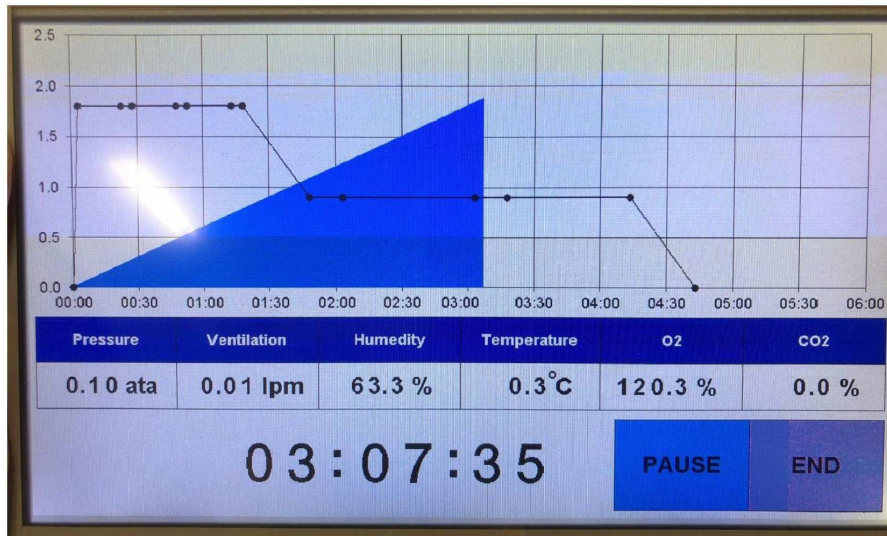 2.5
2.0
1.5
1.0
0.5
0.0
00:00 00:30 01:00 01:30 02:00 02:30 03:00 03:30 04:00 04:30 05:00 05:30 06:00
Pressure Ventilation Humedity Temperature O2 CO2
0.10 ata 0.01 lpm 63.3 % 0.3°C 120.3 % 0.0 %
03:07:35 PAUSE END